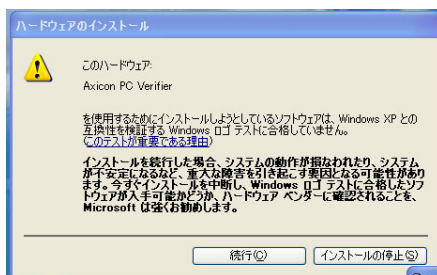 ハードウェアのインストール
このハードウェア:
Axicon PC Verifier
を使用するためにインストールしようとしているソフトウェアは、Windows XP との
互換性を検証する Windows ロゴ テストに合格していません。
(このテストが重要である理由)
インストールを続行した場合、システムの動作が損なわれたり、システム
が不安定になるなど、重大な障害を引き起こす要因となる可能性があり
ます。今すぐインストールを中断し、Windows ロゴ テストに合格したソフ
トウェアが入手可能かどうか、ハードウェア ベンダーに確認されることを、
Microsoft は強くお勧めします。
続行(C)
インストールの停止(S)